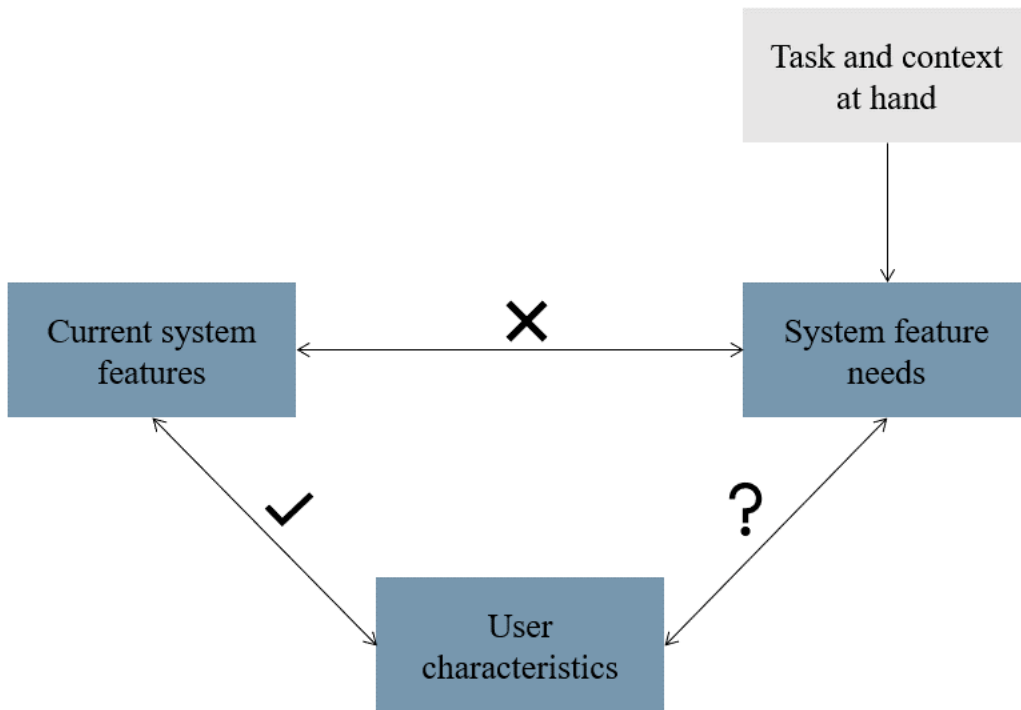 Task and context
at hand
Current system
features
System feature
needs
?
User
characteristics